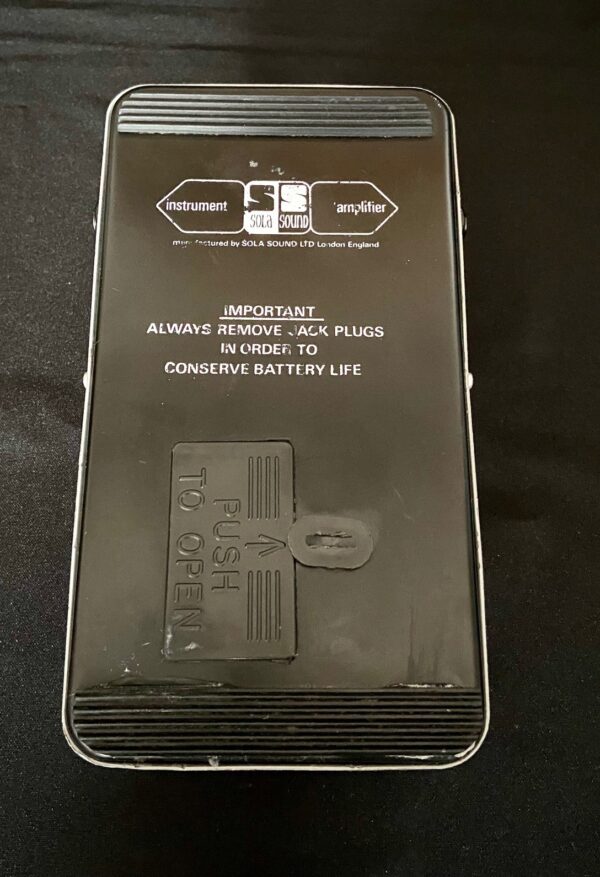 instrument SOLA SOUND amplifier
manufactured by SOLA SOUND LTD London England
IMPORTANT
ALWAYS REMOVE JACK PLUGS
IN ORDER TO
CONSERVE BATTERY LIFE
PUSH
TO OPEN